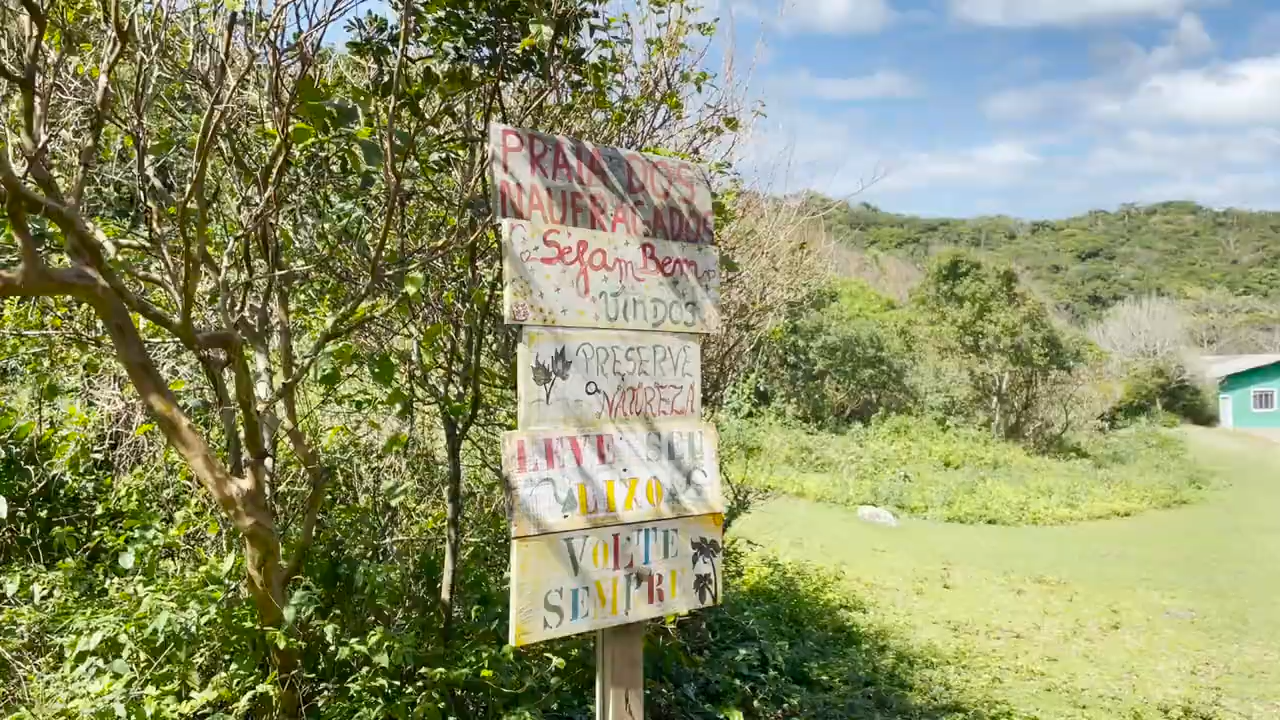 PRAIA DOS
NAUFRAGADOS
Sejam Bem
Vindos
PRESERVE
a NATUREZA
LEVE SEU
LIXO
VOLTE
SEMPRE